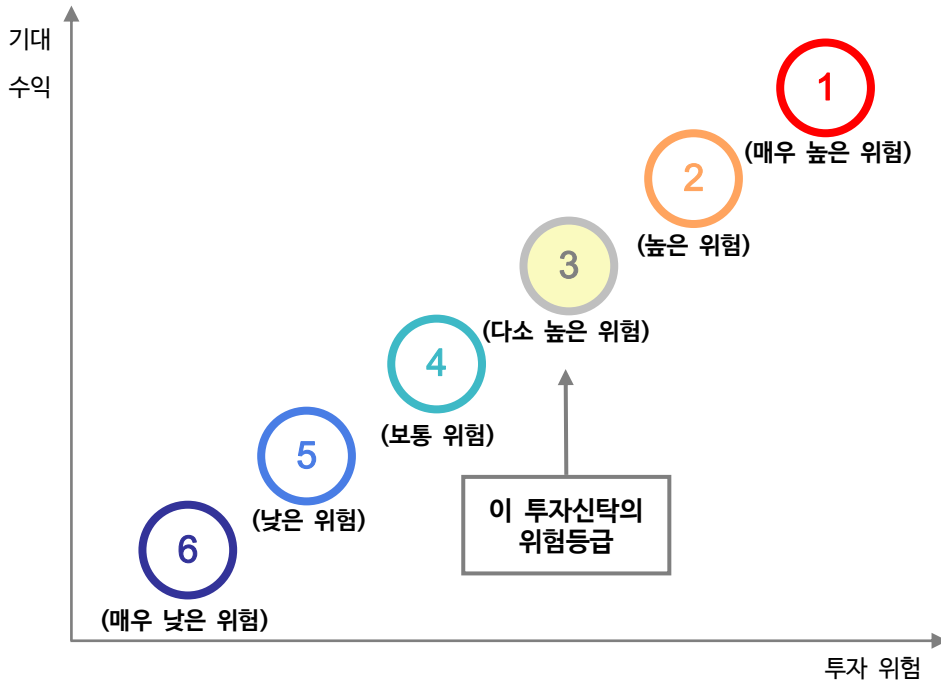 기대
수익
1
(매우 높은 위험)
2
(높은 위험)
3
(다소 높은 위험)
4
(보통 위험)
5
(낮은 위험)
6
(매우 낮은 위험)
이 투자신탁의
위험등급
투자 위험